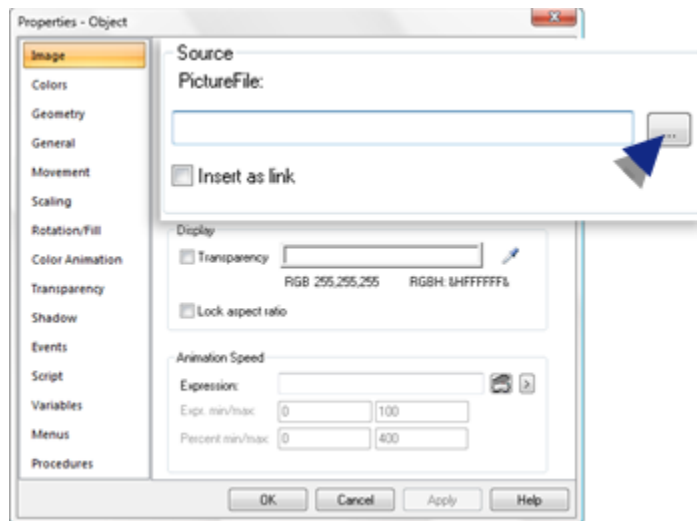 Properties - Object
Image
Colors
Geometry
General
Movement
Scaling
Rotation/Fill
Color Animation
Transparency
Shadow
Events
Script
Variables
Menus
Procedures
Source
PictureFile:
...
Insert as link
Display
Transparency
RGB 255,255,255 RGBH: &HFFFFFF&
Lock aspect ratio
Animation Speed
Expression:
>
Expr. min/max: 0 100
Percent min/max: 0 400
OK Cancel Apply Help